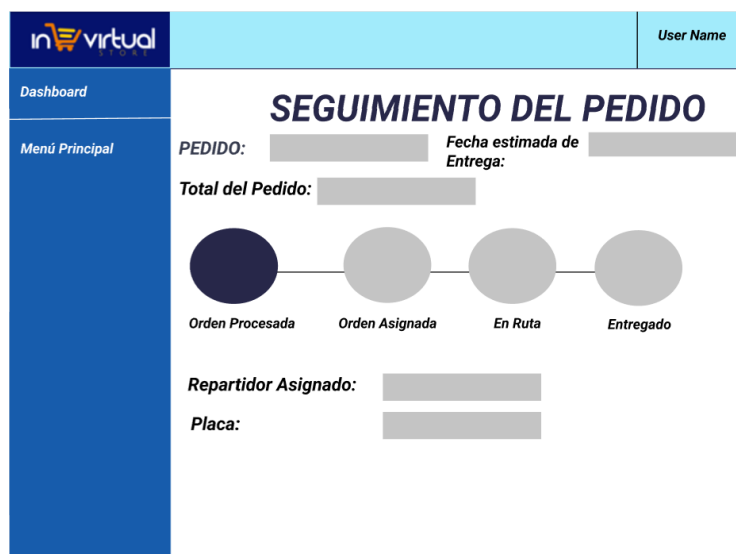 in virtual
STORE
User Name
Dashboard
Menú Principal
SEGUIMIENTO DEL PEDIDO
PEDIDO:
Fecha estimada de
Entrega:
Total del Pedido:
Orden Procesada
Orden Asignada
En Ruta
Entregado
Repartidor Asignado:
Placa: